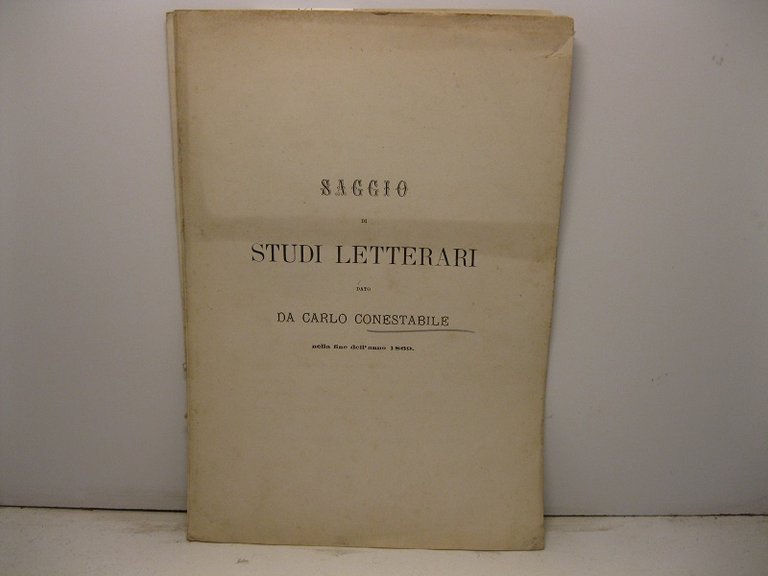 SAGGIO
DI
STUDI LETTERARI
DATO
DA CARLO CONESTABILE
nella fine dell'anno 1869.